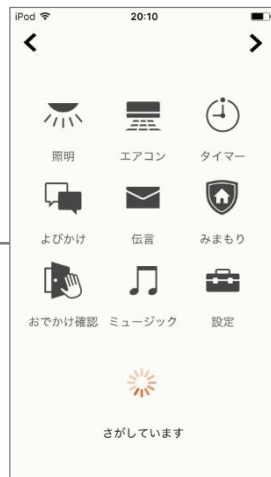 iPod 20:10
照明 エアコン タイマー
よびかけ 伝言 みまもり
おでかけ確認 ミュージック 設定
さがしています